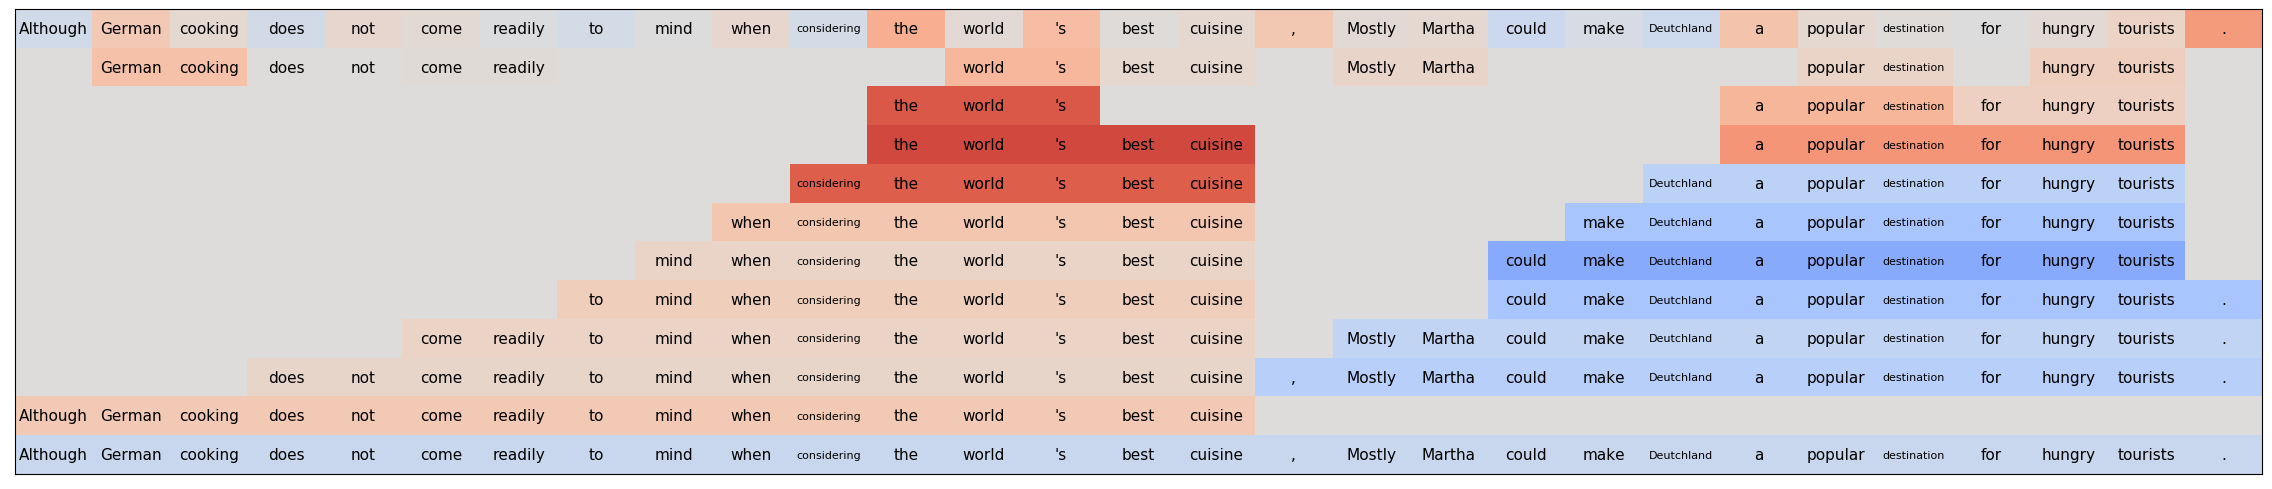 Although German cooking does not come readily to mind when considering the world 's best cuisine , Mostly Martha could make Deutchland a popular destination for hungry tourists .
German cooking does not come readily world 's best cuisine Mostly Martha popular destination hungry tourists
the world 's a popular destination for hungry tourists
the world 's best cuisine a popular destination for hungry tourists
considering the world 's best cuisine Deutchland a popular destination for hungry tourists
when considering the world 's best cuisine make Deutchland a popular destination for hungry tourists
mind when considering the world 's best cuisine could make Deutchland a popular destination for hungry tourists
to mind when considering the world 's best cuisine could make Deutchland a popular destination for hungry tourists .
come readily to mind when considering the world 's best cuisine Mostly Martha could make Deutchland a popular destination for hungry tourists .
does not come readily to mind when considering the world 's best cuisine , Mostly Martha could make Deutchland a popular destination for hungry tourists .
Although German cooking does not come readily to mind when considering the world 's best cuisine
Although German cooking does not come readily to mind when considering the world 's best cuisine , Mostly Martha could make Deutchland a popular destination for hungry tourists .